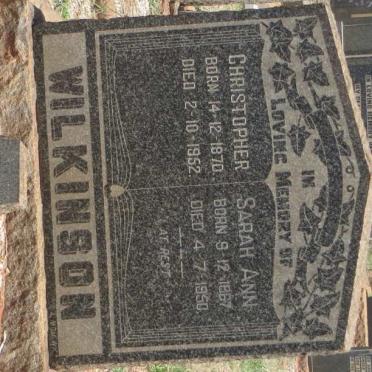 IN
LOVING MEMORY OF
CHRISTOPHER
BORN 14·12·1870.
DIED 2·10·1952
SARAH ANN
BORN 9·12·1867
DIED 4·7·1950
AT REST
WILKINSON